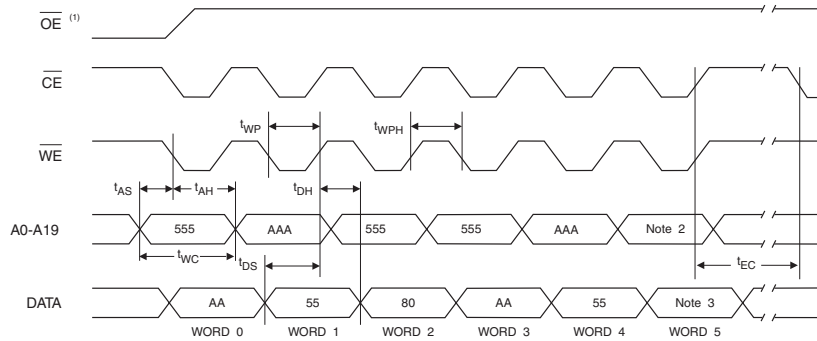 OE (1)
CE
tWP
tWPH
WE
tAS
tAH
tDH
A0-A19
555
AAA
555
555
AAA
Note 2
tWC
tDS
tEC
DATA
AA
55
80
AA
55
Note 3
WORD 0
WORD 1
WORD 2
WORD 3
WORD 4
WORD 5